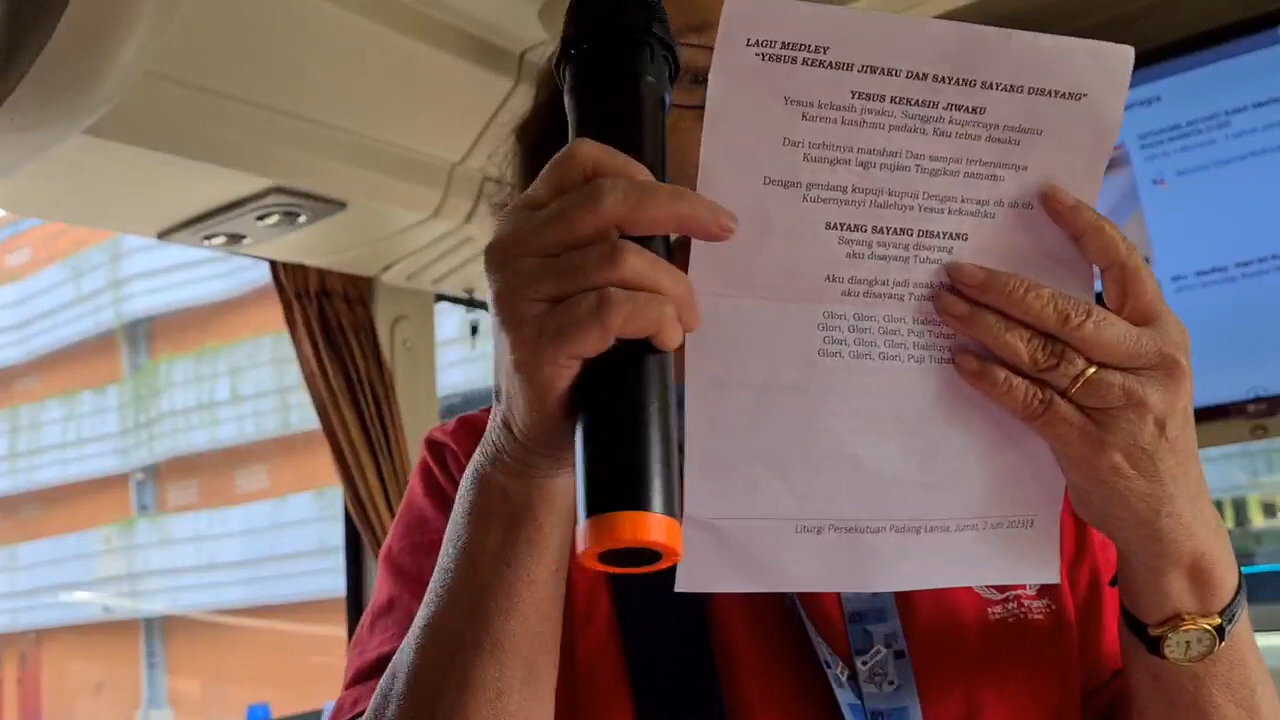 LAGU MEDLEY
"YESUS KEKASIH JIWAKU DAN SAYANG SAYANG DISAYANG"
YESUS KEKASIH JIWAKU
Yesus kekasih jiwaku, Sungguh kupercaya padamu
Karena kasihmu padaku, Kau tebus dosaku
Dari terbitnya matahari Dan sampai terbenamnya
Kuangkat lagu pujian Tinggikan namamu
Dengan gendang kupuji-kupuji Dengan kecapi oh oh oh
Kubernyanyi Halleluya Yesus kekasihku
SAYANG SAYANG DISAYANG
Sayang sayang disayang
aku disayang Tuhan
Aku diangkat jadi anak-
aku disayang Tuhan
Glori, Glori, Glori, Haleluya
Glori, Glori, Glori, Puji Tuhan
Glori, Glori, Glori, Haleluya
Glori, Glori, Glori, Puji Tuhan
Liturgi Persekutuan Padang Lansia, Jumat, 2 Juni 2023|3
NEW YORK